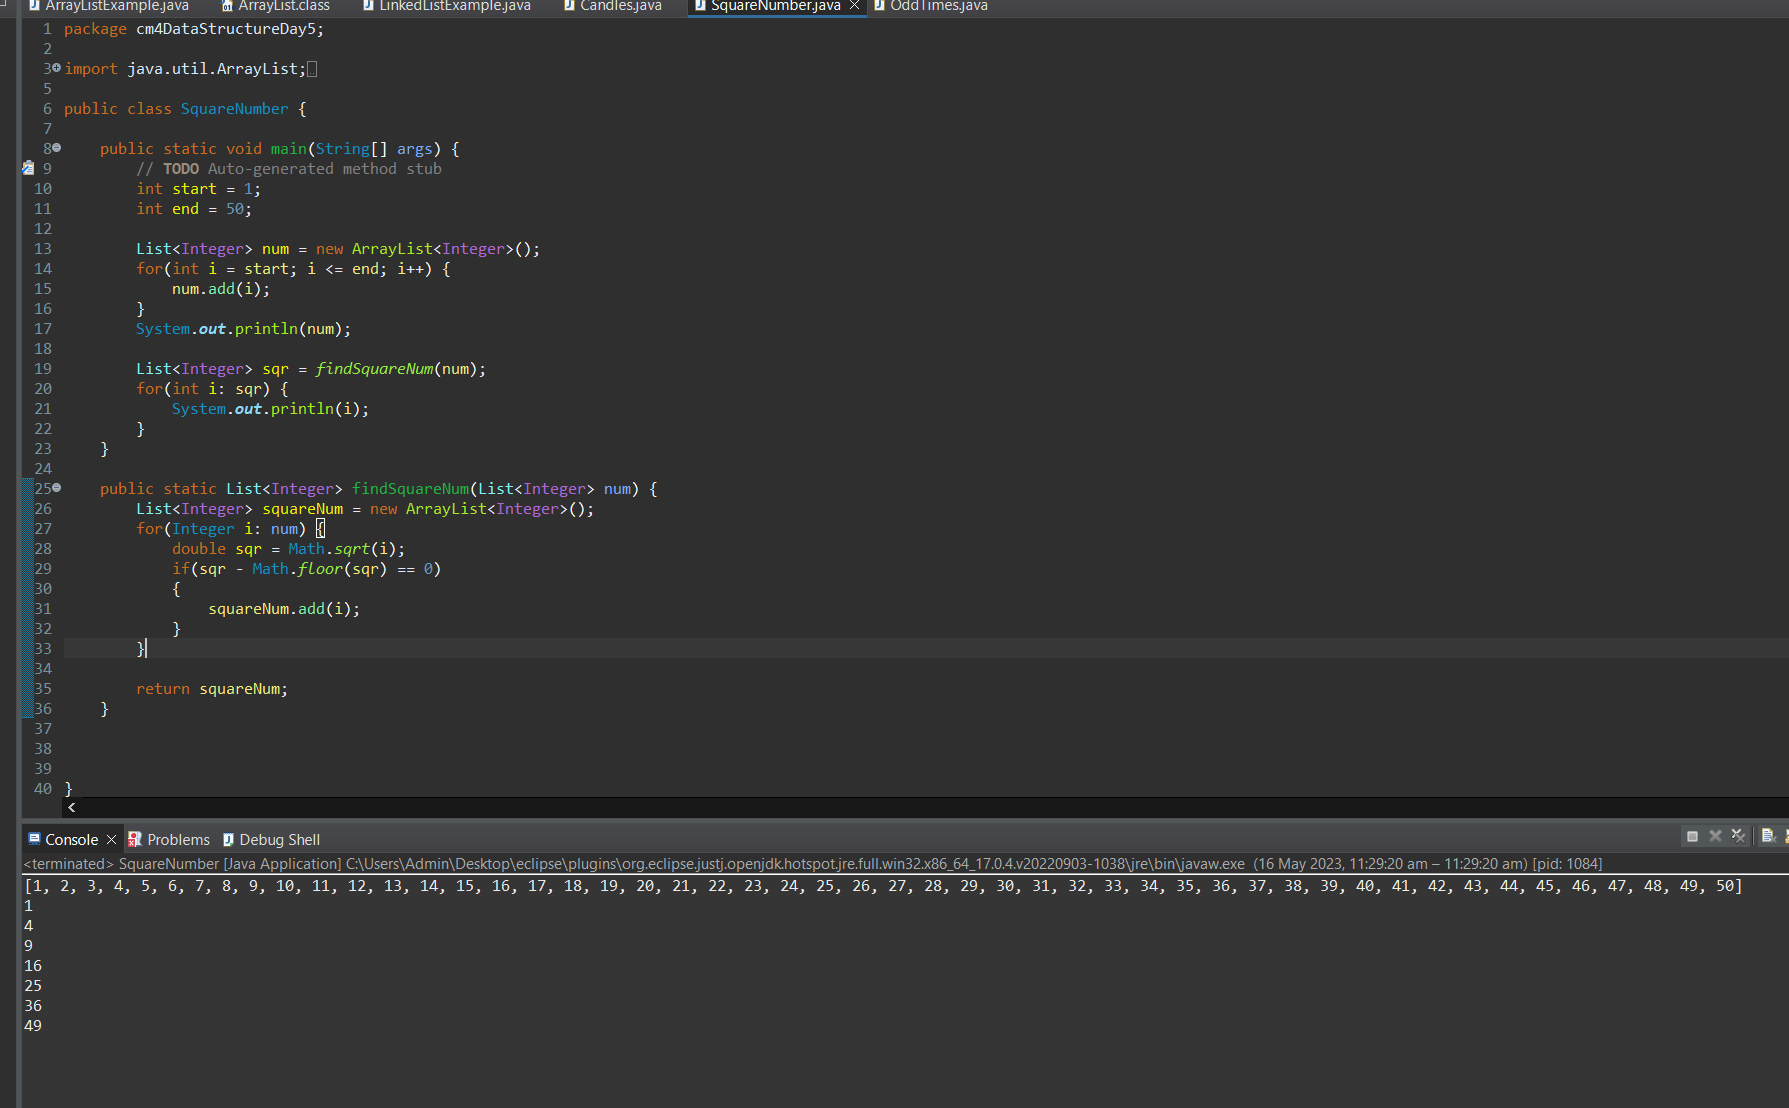 ArrayListExample.java ArrayList.class LinkedListExample.java Candles.java SquareNumber.java OddTimes.java
1 package cm4DataStructureDay5;
2
3 import java.util.ArrayList;
5
6 public class SquareNumber {
7
8     public static void main(String[] args) {
9         // TODO Auto-generated method stub
10         int start = 1;
11         int end = 50;
12
13         List<Integer> num = new ArrayList<Integer>();
14         for(int i = start; i <= end; i++) {
15             num.add(i);
16         }
17         System.out.println(num);
18
19         List<Integer> sqr = findSquareNum(num);
20         for(int i: sqr) {
21             System.out.println(i);
22         }
23     }
24
25     public static List<Integer> findSquareNum(List<Integer> num) {
26         List<Integer> squareNum = new ArrayList<Integer>();
27         for(Integer i: num) {
28             double sqr = Math.sqrt(i);
29             if(sqr - Math.floor(sqr) == 0)
30             {
31                 squareNum.add(i);
32             }
33         }
34
35         return squareNum;
36     }
37
38
39
40 }
Console Problems Debug Shell
<terminated> SquareNumber [Java Application] C:\Users\Admin\Desktop\eclipse\plugins\org.eclipse.justj.openjdk.hotspot.jre.full.win32.x86_64_17.0.4.v20220903-1038\jre\bin\javaw.exe (16 May 2023, 11:29:20 am – 11:29:20 am) [pid: 1084]
[1, 2, 3, 4, 5, 6, 7, 8, 9, 10, 11, 12, 13, 14, 15, 16, 17, 18, 19, 20, 21, 22, 23, 24, 25, 26, 27, 28, 29, 30, 31, 32, 33, 34, 35, 36, 37, 38, 39, 40, 41, 42, 43, 44, 45, 46, 47, 48, 49, 50]
1
4
9
16
25
36
49